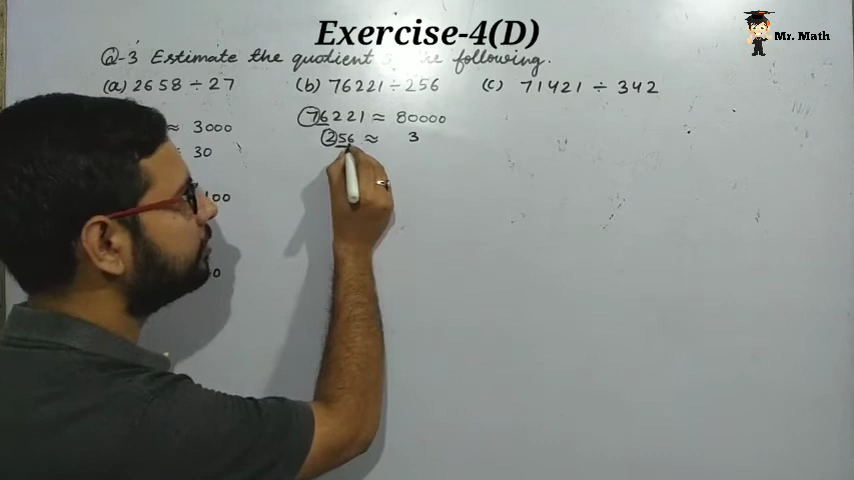 Exercise-4(D)
Mr. Math
Q-3 Estimate the quotient following.
(a) 2658 ÷ 27 (b) 76221 ÷ 256 (c) 71421 ÷ 342
≈ 3000 76221 ≈ 80000
≈ 30 256 ≈ 3
100